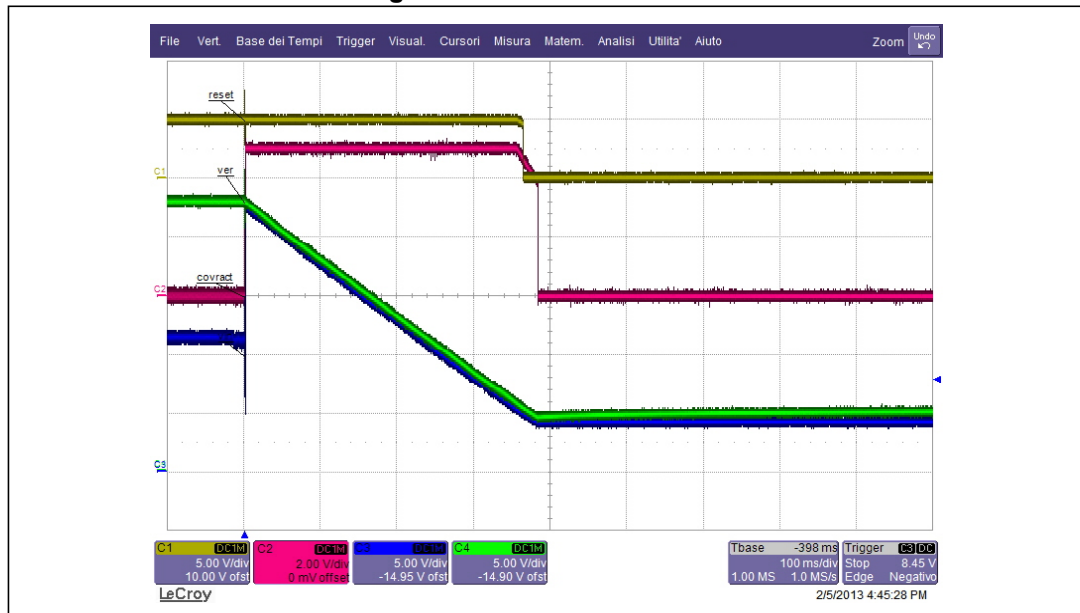 g
File Vert. Base dei Tempi Trigger Visual. Cursori Misura Matem. Analisi Utilita' Aiuto Zoom Undo
reset
C1
ver
covract
C2
C3
C1 DC1M C2 DC1M C3 DC1M C4 DC1M Tbase -398 ms Trigger C3 DC
5.00 V/div 2.00 V/div 5.00 V/div 5.00 V/div 100 ms/div Stop 8.45 V
10.00 V ofst 0 mV offset -14.95 V ofst -14.90 V ofst 1.00 MS 1.0 MS/s Edge Negativo
LeCroy 2/5/2013 4:45:28 PM